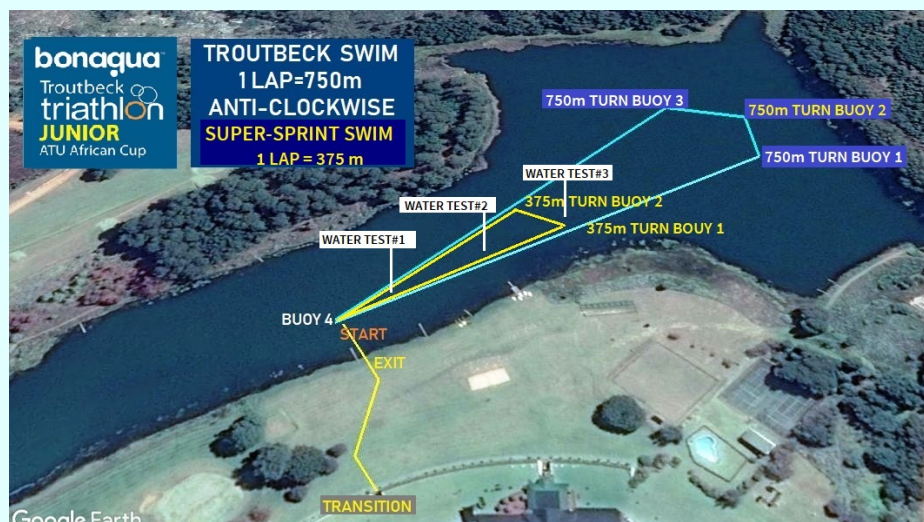 bonaqua
Troutbeck
triathlon
JUNIOR
ATU African Cup
TROUTBECK SWIM
1 LAP=750m
ANTI-CLOCKWISE
SUPER-SPRINT SWIM
1 LAP = 375 m
750m TURN BUOY 3
750m TURN BUOY 2
750m TURN BUOY 1
WATER TEST#3
375m TURN BUOY 2
WATER TEST#2
375m TURN BOUY 1
WATER TEST#1
BUOY 4
START
EXIT
TRANSITION
Google Earth